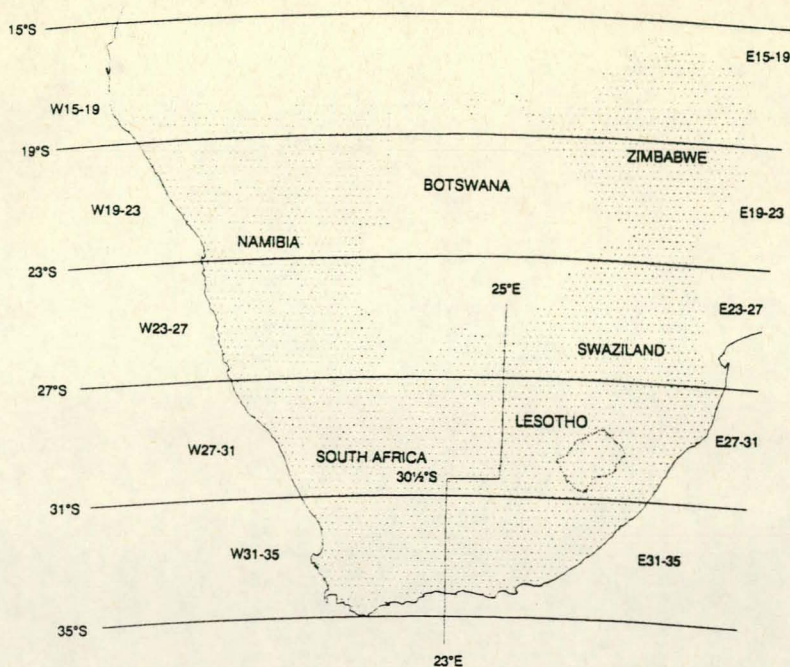 15°S
E15-19
W15-19
19°S
ZIMBABWE
BOTSWANA
W19-23
E19-23
NAMIBIA
23°S
25°E
E23-27
W23-27
SWAZILAND
27°S
LESOTHO
W27-31
SOUTH AFRICA
E27-31
30½°S
31°S
W31-35
E31-35
35°S
23°E